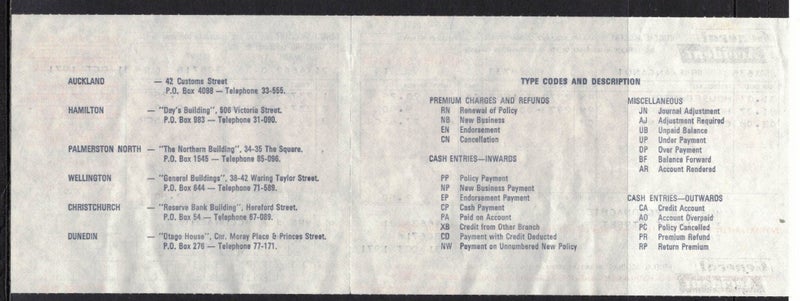 AUCKLAND — 42 Customs Street
P.O. Box 4088 — Telephone 33-555.
HAMILTON — "Day's Building", 506 Victoria Street.
P.O. Box 983 — Telephone 31-090.
PALMERSTON NORTH — "The Northern Building", 34-35 The Square.
P.O. Box 1545 — Telephone 85-096.
WELLINGTON — "General Buildings", 38-42 Waring Taylor Street.
P.O. Box 644 — Telephone 71-589.
CHRISTCHURCH — "Reserve Bank Building", Hereford Street.
P.O. Box 54 — Telephone 67-089.
DUNEDIN — "Otago House", Cnr. Moray Place & Princes Street.
P.O. Box 276 — Telephone 77-171.
TYPE CODES AND DESCRIPTION
PREMIUM CHARGES AND REFUNDS
RN Renewal of Policy
NB New Business
EN Endorsement
CN Cancellation
CASH ENTRIES—INWARDS
PP Policy Payment
NP New Business Payment
EP Endorsement Payment
CP Cash Payment
PA Paid on Account
XB Credit from Other Branch
CD Payment with Credit Deducted
NW Payment on Unnumbered New Policy
MISCELLANEOUS
JN Journal Adjustment
AJ Adjustment Required
UB Unpaid Balance
UP Under Payment
OP Over Payment
BF Balance Forward
AR Account Rendered
CASH ENTRIES—OUTWARDS
CA Credit Account
AO Account Overpaid
PC Policy Cancelled
PR Premium Refund
RP Return Premium